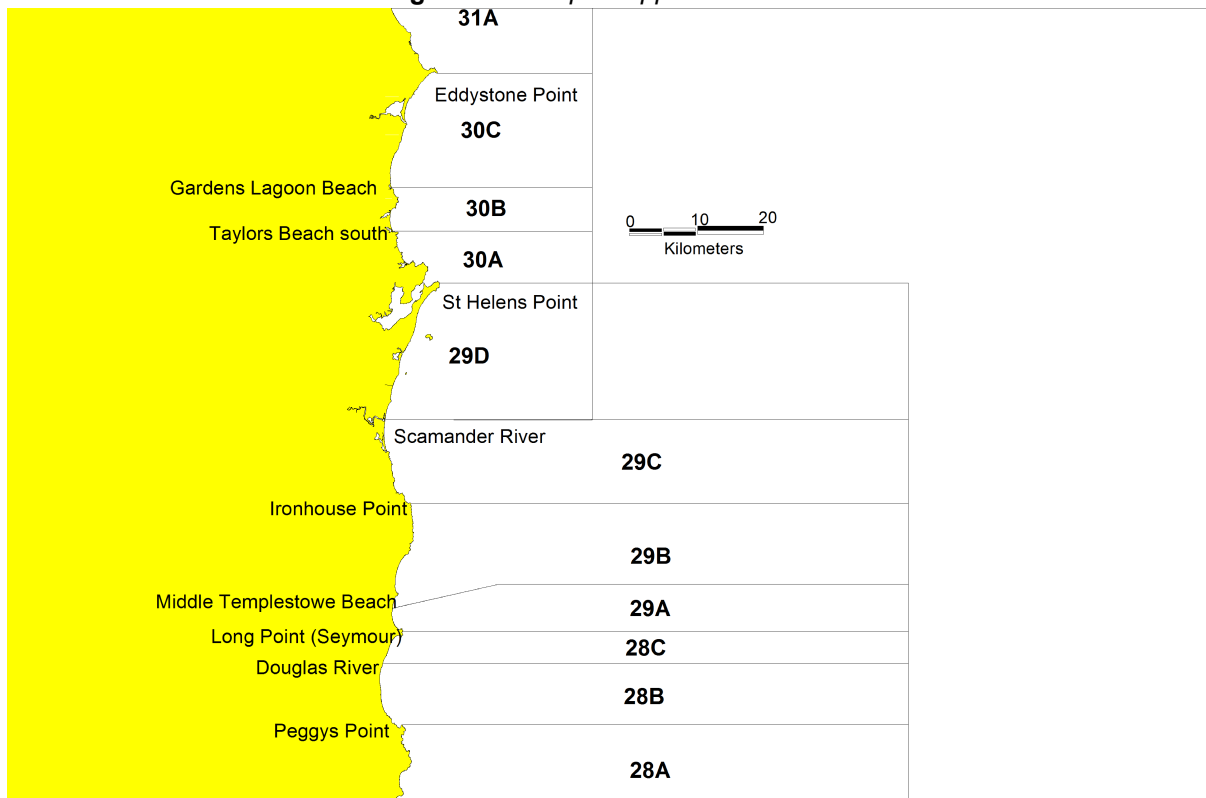 31A
Eddystone Point
30C
Gardens Lagoon Beach
30B
0 10 20
Taylors Beach south
Kilometers
30A
St Helens Point
29D
Scamander River
29C
Ironhouse Point
29B
Middle Templestowe Beach
29A
Long Point (Seymour)
28C
Douglas River
28B
Peggys Point
28A